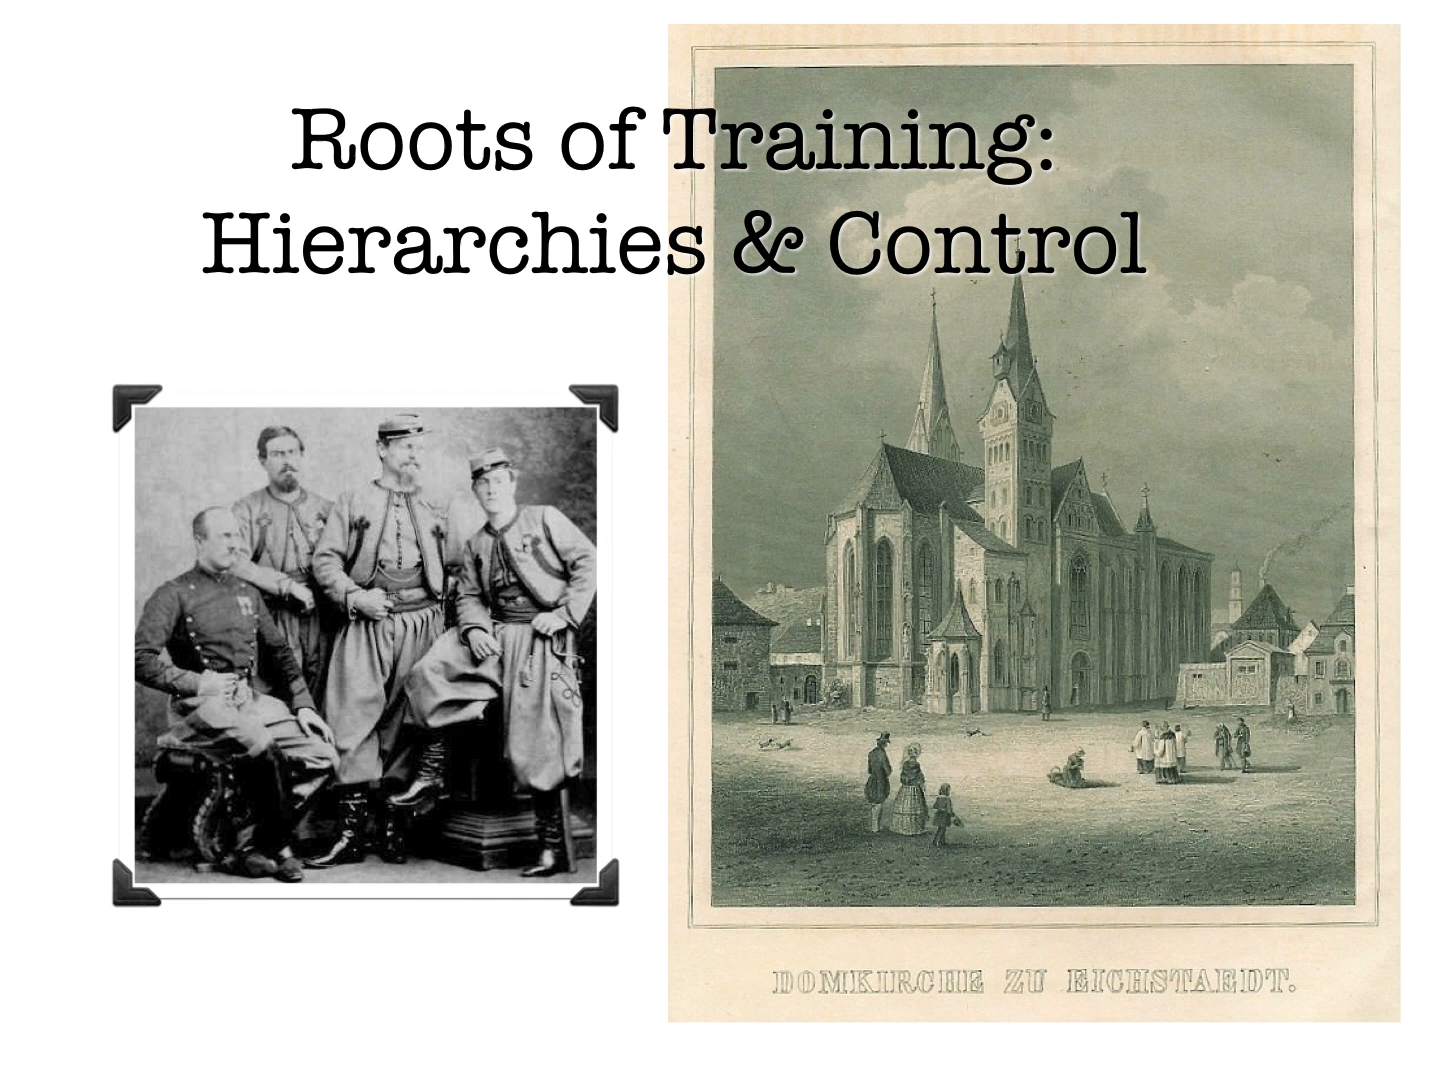 Roots of Training:
Hierarchies & Control
DOMKIRCHE ZU EICHSTAEDT.